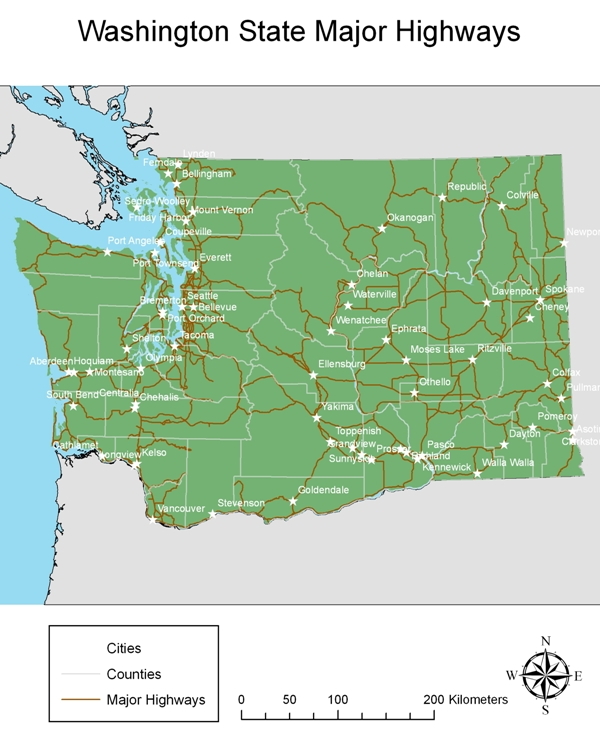 Washington State Major Highways
Lynden
Ferndale
Bellingham
Sedro-Woolley
Friday Harbor
Mount Vernon
Coupeville
Port Angeles
Port Townsend
Everett
Republic
Colville
Okanogan
Newpor
Chelan
Waterville
Wenatchee
Davenport
Spokane
Cheney
Bremerton
Seattle
Bellevue
Port Orchard
Tacoma
Shelton
Olympia
Ephrata
Moses Lake
Ritzville
Aberdeen
Hoquiam
Montesano
Ellensburg
Othello
Colfax
Pullman
South Bend
Centralia
Chehalis
Yakima
Pomeroy
Asotin
Clarkston
Toppenish
Grandview
Sunnyside
Prosser
Pasco
Richland
Kennewick
Dayton
Walla Walla
Cathlamet
Longview
Kelso
Goldendale
Stevenson
Vancouver
Cities
Counties
Major Highways
0 50 100 200 Kilometers
N
W E
S